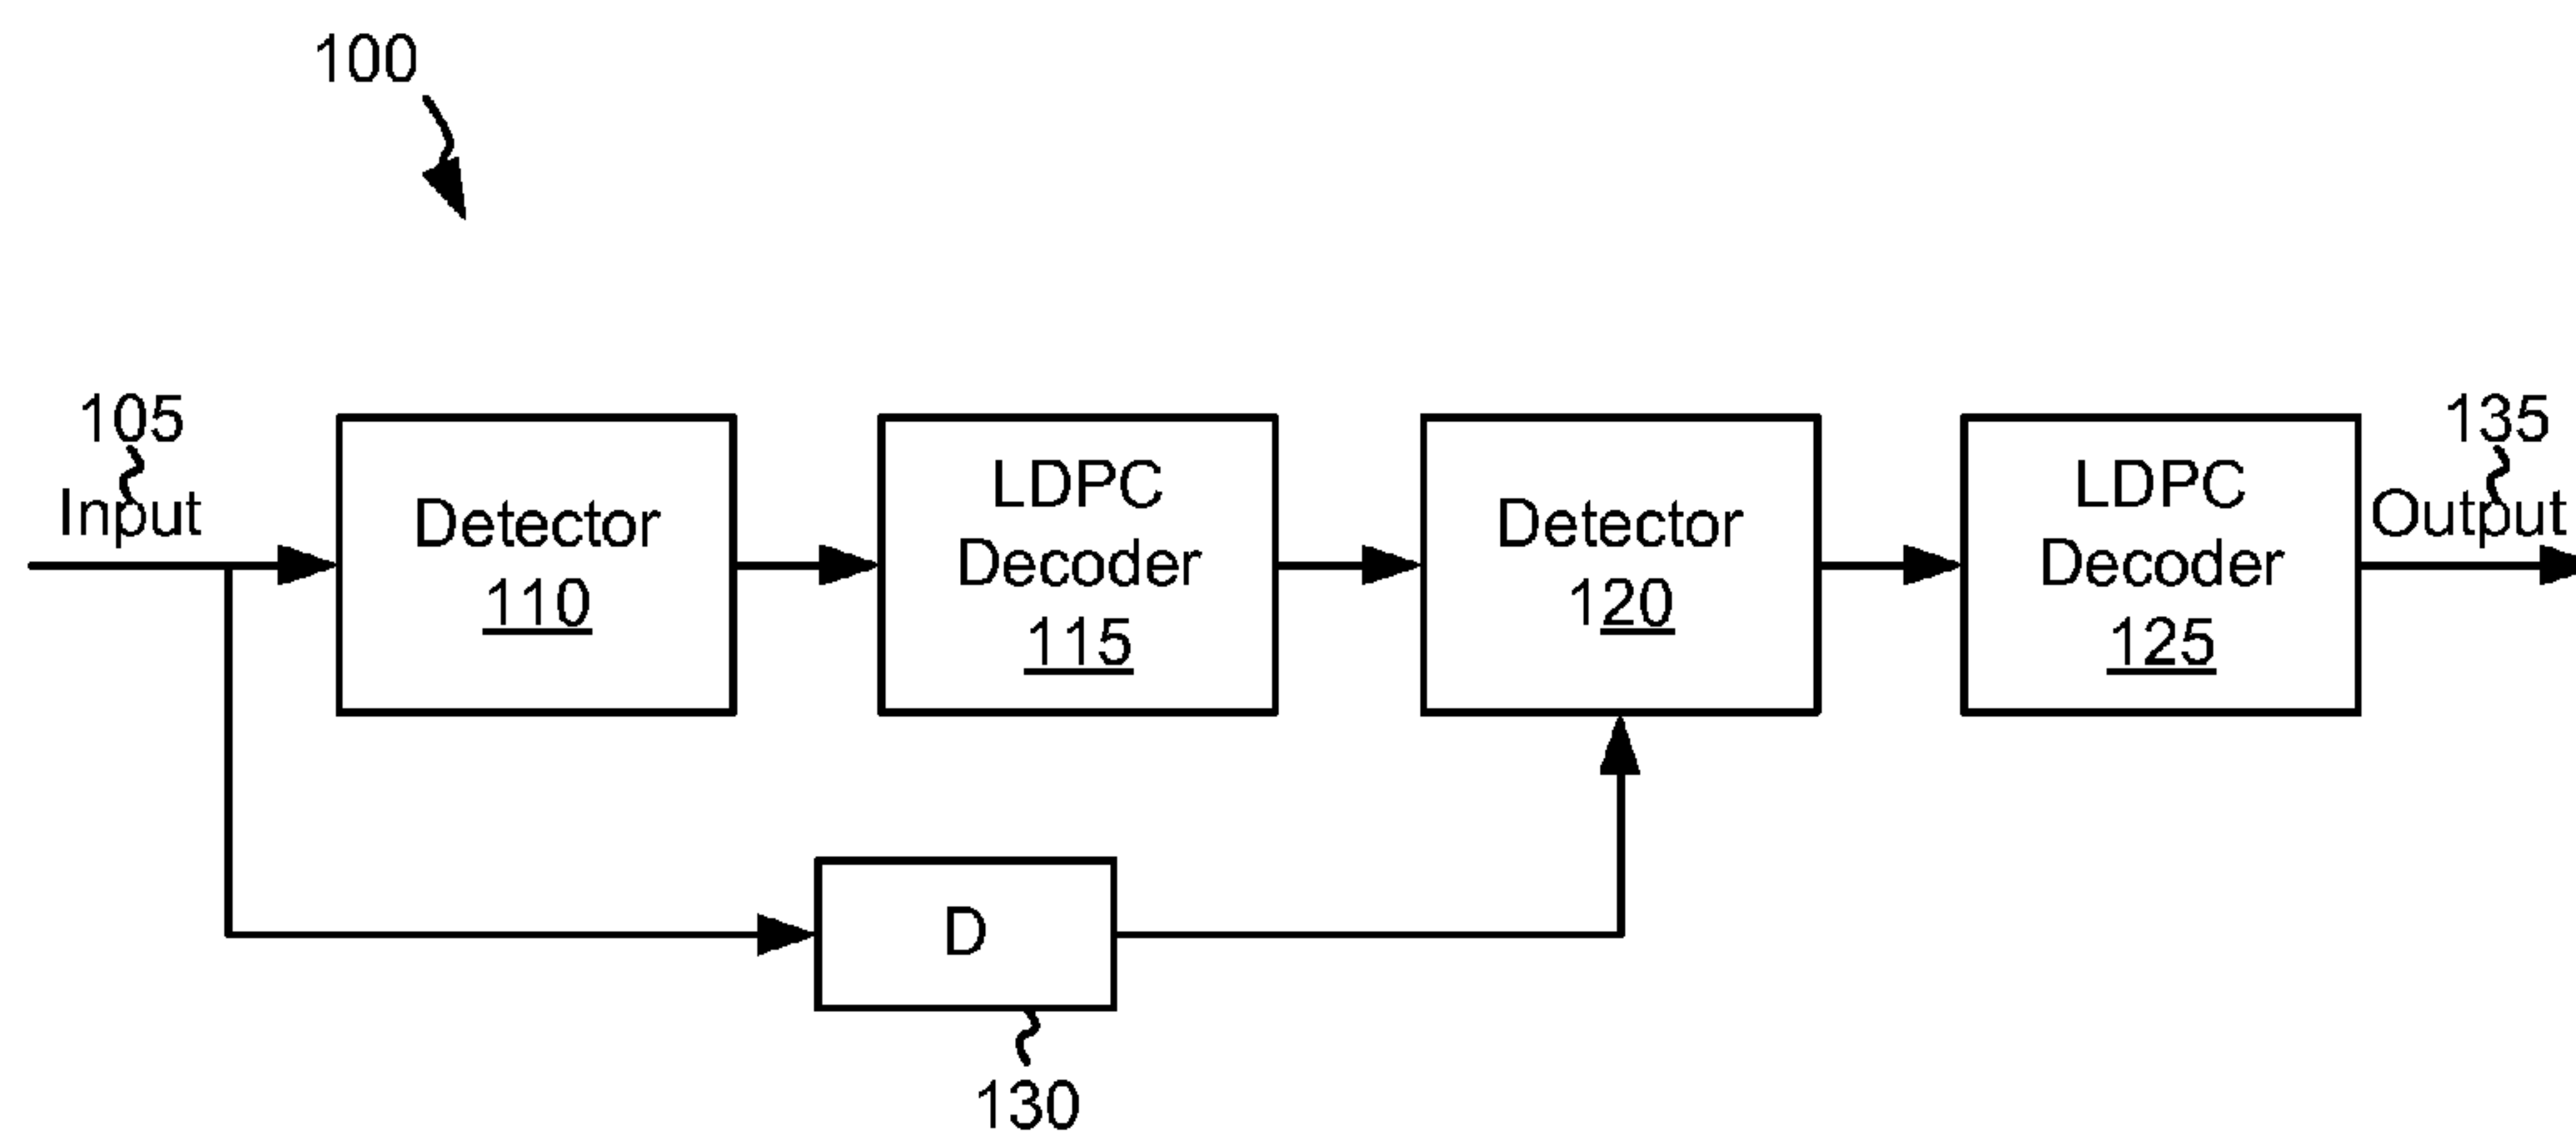 100
105
Input
Detector
110
LDPC
Decoder
115
Detector
120
LDPC
Decoder
125
135
Output
D
130